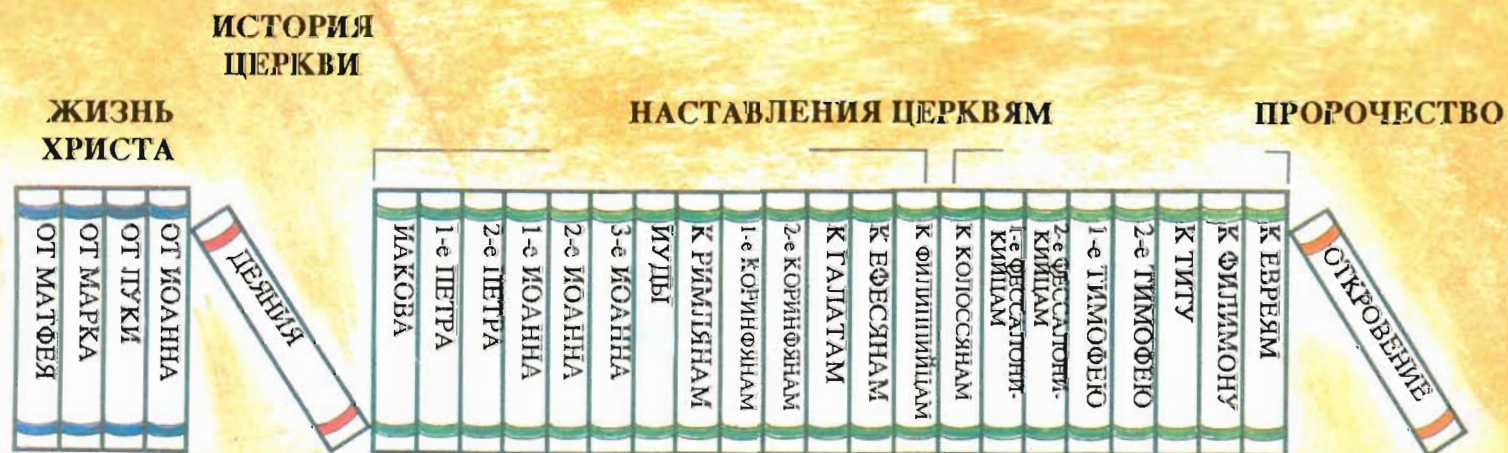 ИСТОРИЯ
ЦЕРКВИ
ЖИЗНЬ
ХРИСТА
НАСТАВЛЕНИЯ ЦЕРКВЯМ
ПРОРОЧЕСТВО
ОТ МАТФЕЯ
ОТ МАРКА
ОТ ЛУКИ
ОТ ИОАННА
ДЕЯНИЯ
ИАКОВА
1-е ПЕТРА
2-е ПЕТРА
1-е ИОАННА
2-е ИОАННА
3-е ИОАННА
ИУДЫ
К РИМЛЯНАМ
1-е КОРИНФЯНАМ
2-е КОРИНФЯНАМ
К ГАЛАТАМ
К ЕФЕСЯНАМ
К ФИЛИППИЙЦАМ
К КОЛОССЯНАМ
1-е ФЕССАЛОНИ-
КИЙЦАМ
2-е ФЕССАЛОНИ-
КИЙЦАМ
1-е ТИМОФЕЮ
2-е ТИМОФЕЮ
К ТИТУ
К ФИЛИМОНУ
К ЕВРЕЯМ
ОТКРОВЕНИЕ